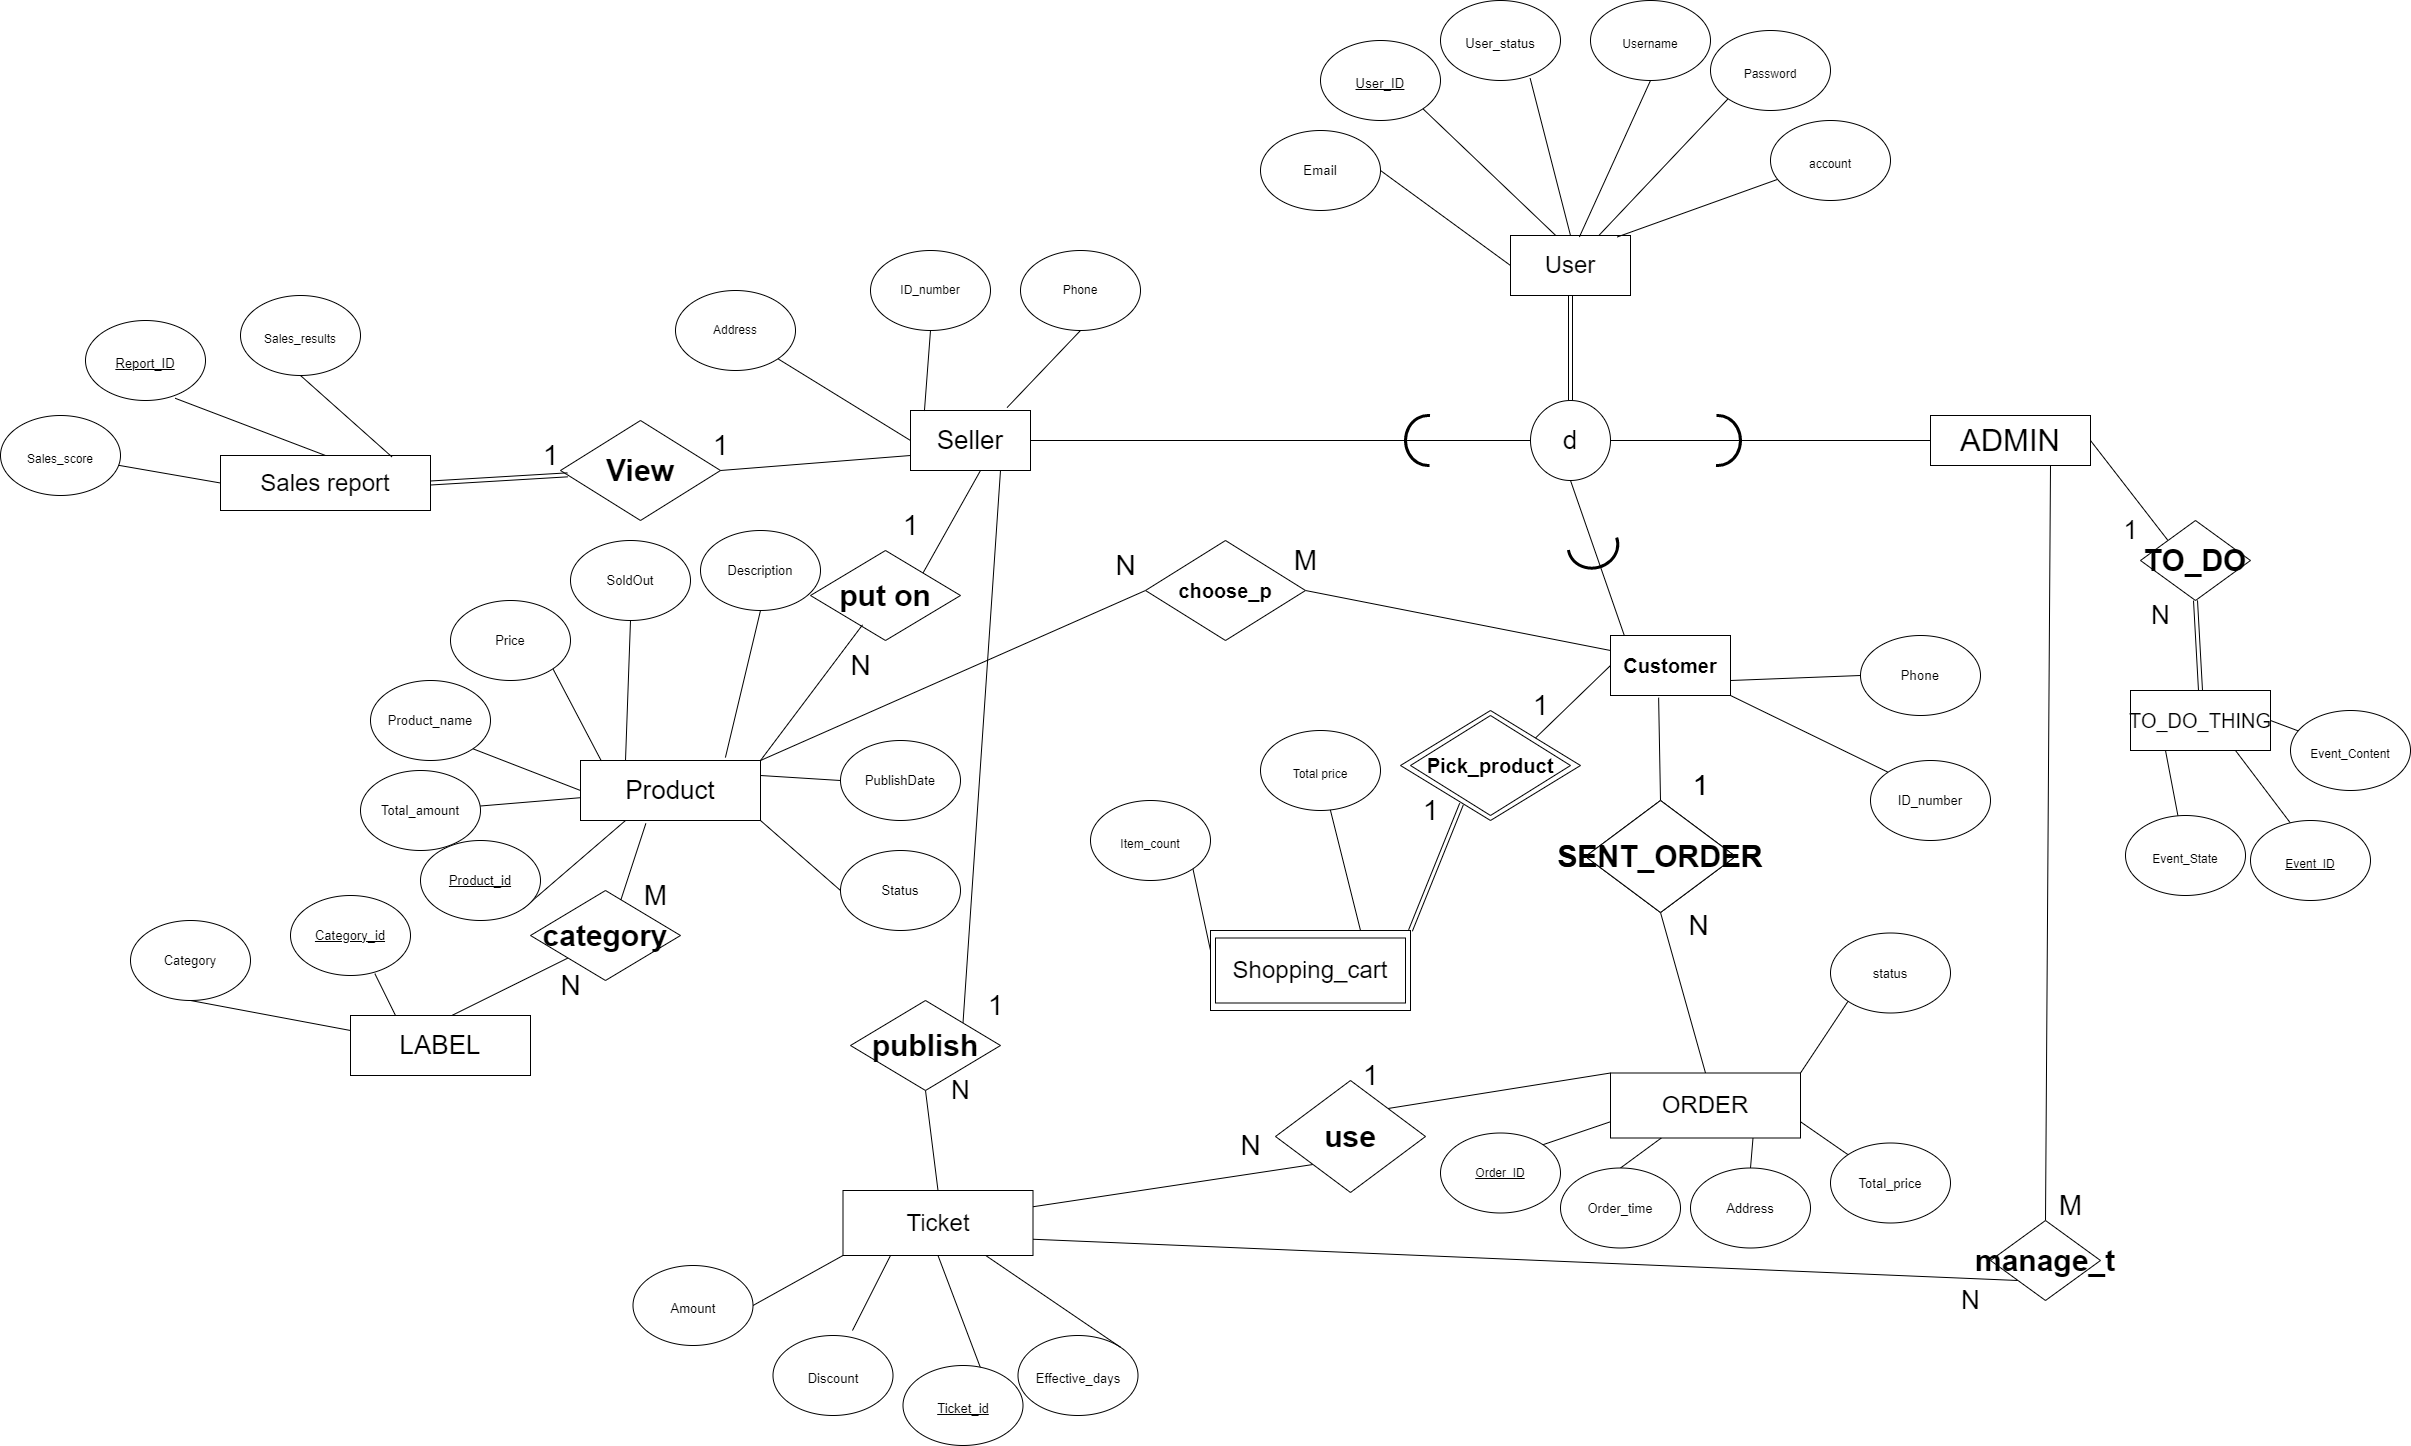 User_status
Username
User_ID
Password
Email
account
User
ID_number
Phone
Address
Sales_results
Report_ID
Sales_score
Sales report
1
View
1
Seller
d
ADMIN
1
TO_DO
N
TO_DO_THING
Event_Content
Event_State
Event_ID
1
put on
N
N
choose_p
M
Customer
Phone
ID_number
SoldOut
Description
Price
Product_name
Total_amount
Product_id
Product
PublishDate
Status
1
Pick_product
1
Total price
Item_count
Shopping_cart
1
SENT_ORDER
N
M
category
N
Category_id
Category
LABEL
1
publish
N
status
ORDER
1
use
N
Order_ID
Order_time
Address
Total_price
Ticket
M
manage_t
N
Amount
Discount
Ticket_id
Effective_days